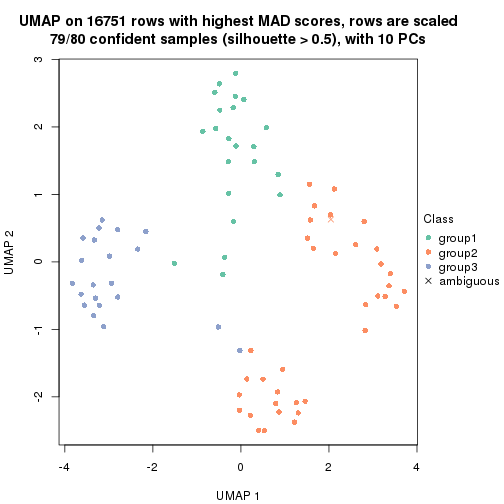 UMAP on 16751 rows with highest MAD scores, rows are scaled
79/80 confident samples (silhouette > 0.5), with 10 PCs
3
2
1
0
-1
-2
UMAP 2
-4
-2
0
2
4
UMAP 1
Class
group1
group2
group3
ambiguous